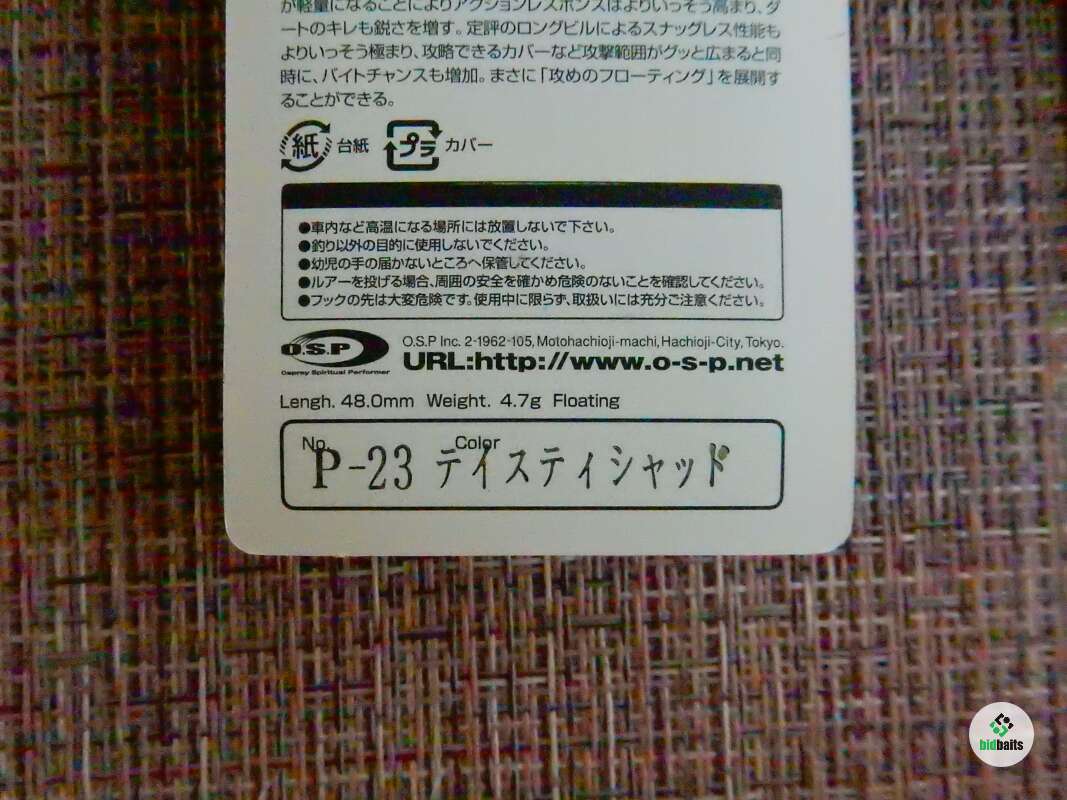 が軽量になることによりアクションレスポンスはよりいっそう高まり、ダ
ートのキレも鋭さを増す。定評のロングビルによるスナッグレス性能も
よりいっそう極まり、攻略できるカバーなど攻撃範囲がグッと広まると同
時に、バイトチャンスも増加。まさに「攻めのフローティング」を展開す
ることができる。
紙 台紙 プラ カバー
●車内など高温になる場所には放置しないで下さい。
●釣り以外の目的に使用しないでください。
●幼児の手の届かないところへ保管してください。
●ルアーを投げる場合、周囲の安全を確かめ危険のないことを確認してください。
●フックの先は大変危険です。使用中に限らず、取扱いには充分ご注意ください。
O.S.P
Osprey Spiritual Performer
O.S.P Inc. 2-1962-105, Motohachioji-machi, Hachioji-City, Tokyo.
URL:http://www.o-s-p.net
Lengh. 48.0mm Weight. 4.7g Floating
No. Color
P-23 テイスティシャッド
bidbaits